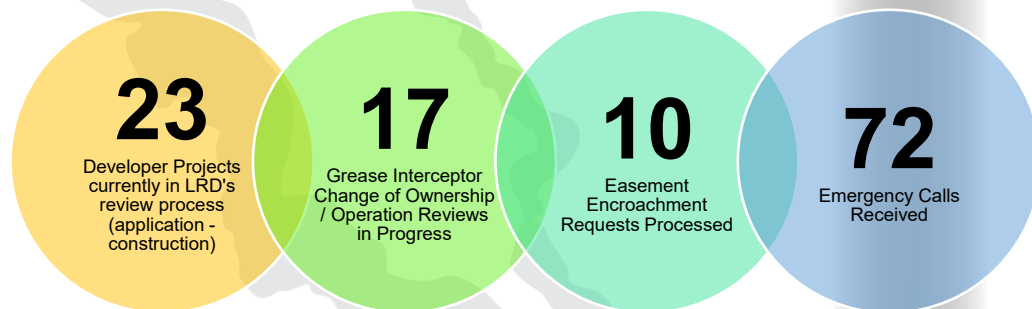 23
Developer Projects
currently in LRD's
review process
(application -
construction)
17
Grease Interceptor
Change of Ownership
/ Operation Reviews
in Progress
10
Easement
Encroachment
Requests Processed
72
Emergency Calls
Received